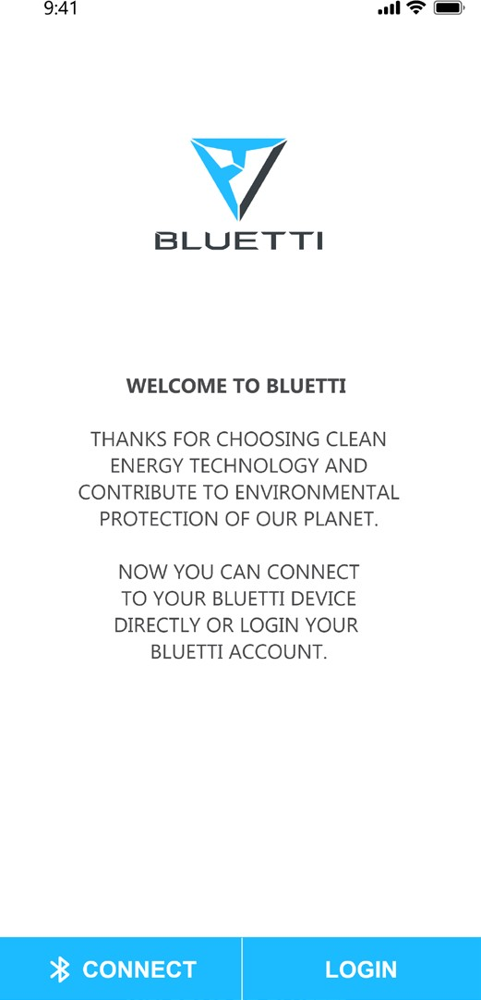 9:41
BLUETTI
WELCOME TO BLUETTI
THANKS FOR CHOOSING CLEAN
ENERGY TECHNOLOGY AND
CONTRIBUTE TO ENVIRONMENTAL
PROTECTION OF OUR PLANET.
NOW YOU CAN CONNECT
TO YOUR BLUETTI DEVICE
DIRECTLY OR LOGIN YOUR
BLUETTI ACCOUNT.
CONNECT
LOGIN